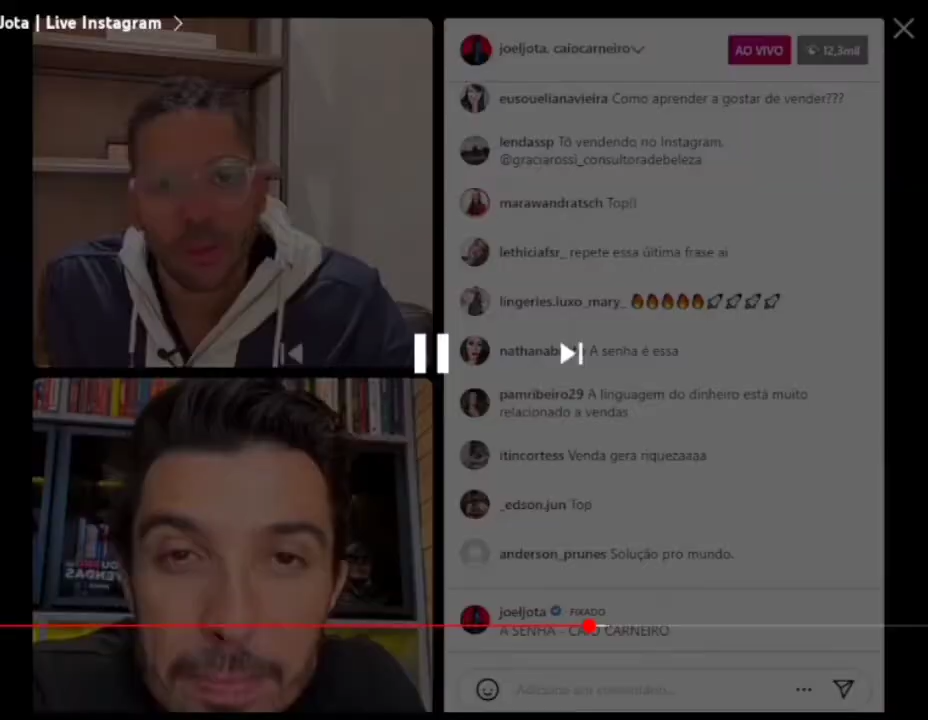 Jota | Live Instagram
joeljota, caiocarneiro
AO VIVO
12,3mil
eusouelianavieira Como aprender a gostar de vender???
lendassp Tô vendendo no Instagram.
@graciarossi_consultoradebeleza
marawandratsch Top!!
lethiciafsr_ repete essa última frase ai
lingeries.luxo_mary_ 🔥🔥🔥🔥🔥🚀🚀🚀🚀
A senha é essa
pamribeiro29 A linguagem do dinheiro está muito
relacionado a vendas
itincortess Venda gera riquezaaaa
_edson.jun Top
anderson_prunes Solução pro mundo.
joeljota FIXADO
A SENHA - CAIO CARNEIRO
Adicione um comentário...